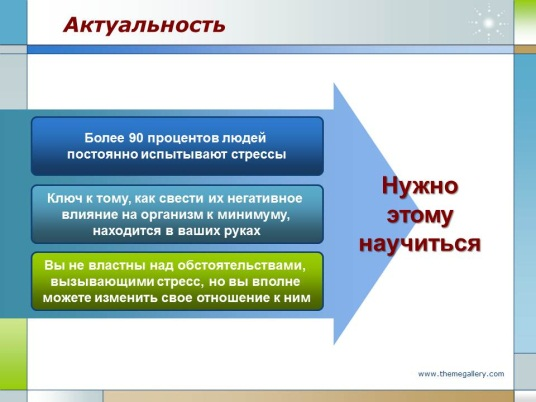 Актуальность
Более 90 процентов людей
постоянно испытывают стрессы
Ключ к тому, как свести их негативное
влияние на организм к минимуму,
находится в ваших руках
Вы не властны над обстоятельствами,
вызывающими стресс, но вы вполне
можете изменить свое отношение к ним
Нужно
этому
научиться
www.themegallery.com